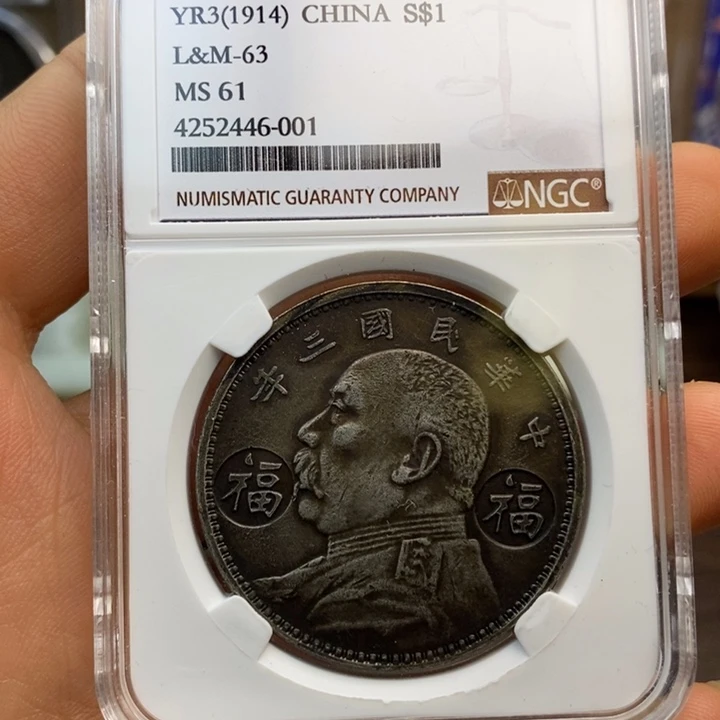 YR3(1914) CHINA S$1
L&M-63
MS 61
4252446-001
NUMISMATIC GUARANTY COMPANY
NGC®
年三國民華中
福
福